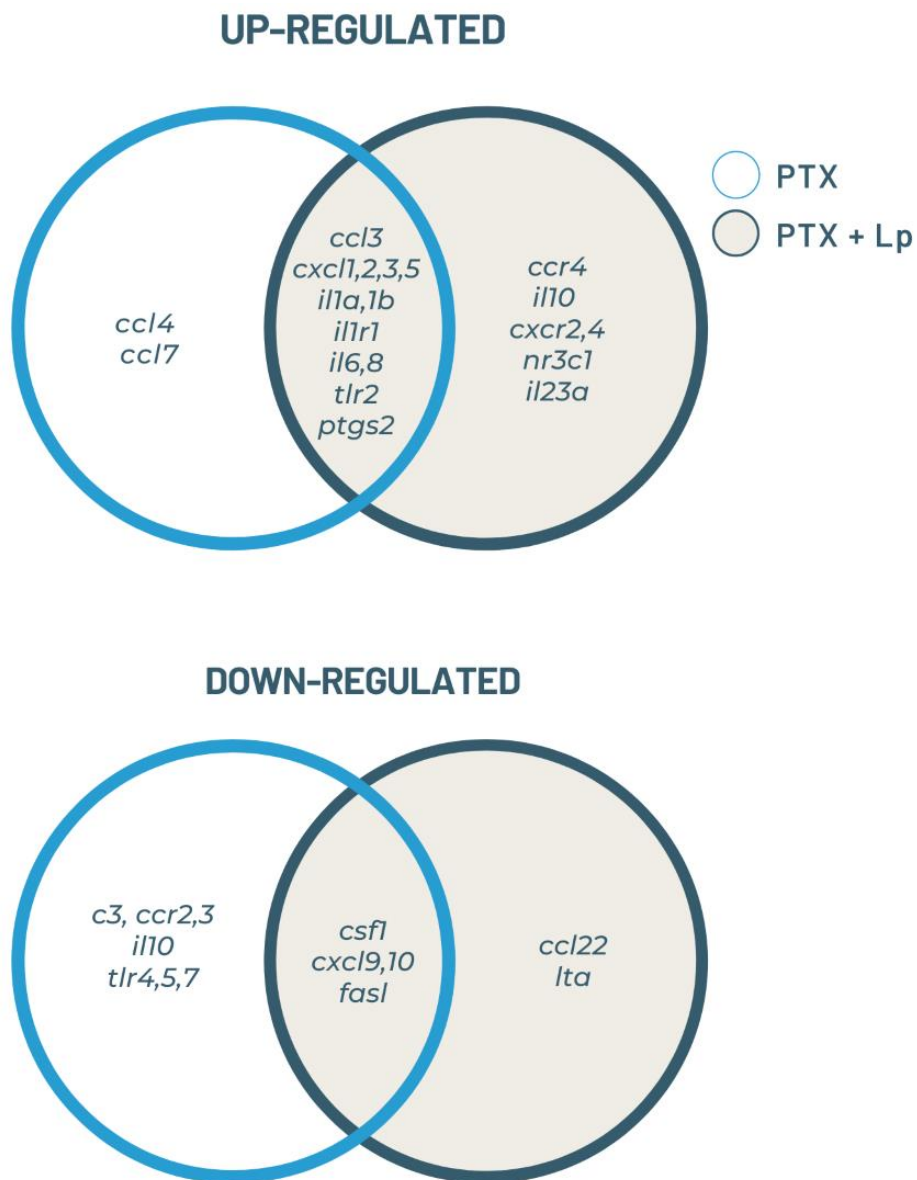 UP-REGULATED
PTX
PTX + Lp
ccl4
ccl7
ccl3
cxcl1,2,3,5
il1a,1b
il1r1
il6,8
tlr2
ptgs2
ccr4
il10
cxcr2,4
nr3c1
il23a
DOWN-REGULATED
c3, ccr2,3
il10
tlr4,5,7
csf1
cxcl9,10
fasl
ccl22
lta